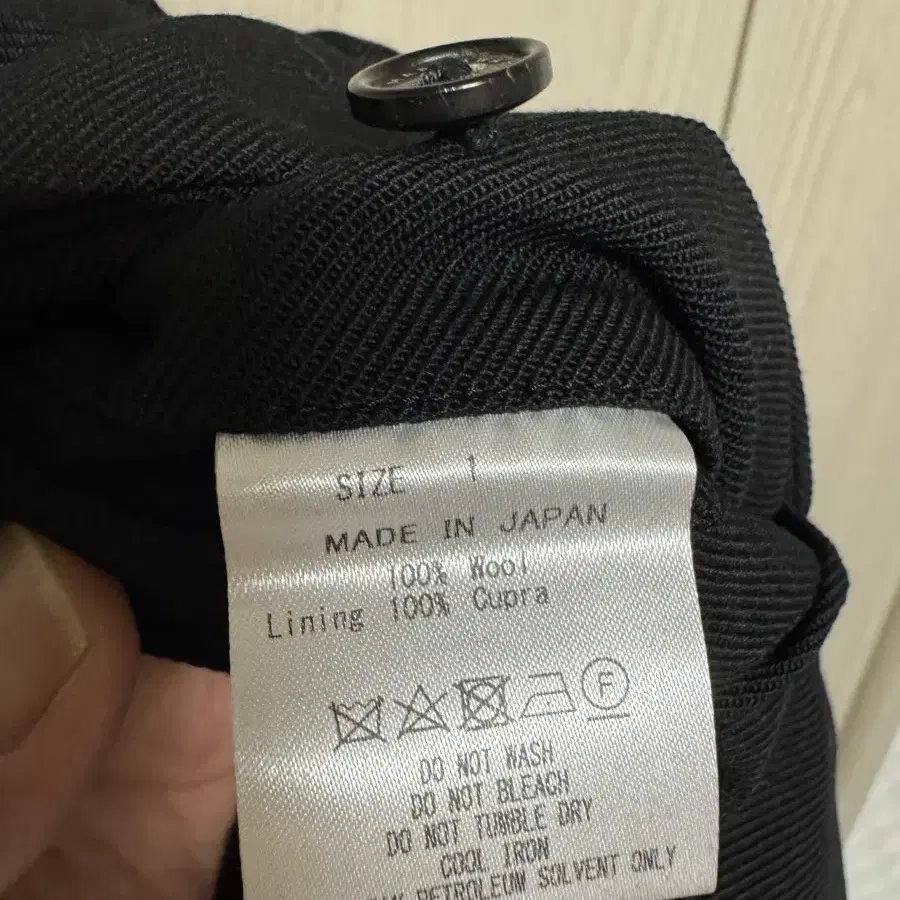 SIZE 1
MADE IN JAPAN
100% Wool
Lining 100% Cupra
F
DO NOT WASH
DO NOT BLEACH
DO NOT TUMBLE DRY
COOL IRON
PETROLEUM SOLVENT ONLY